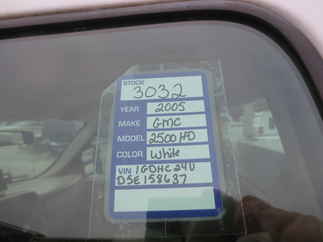 STOCK 3032
YEAR 2005
MAKE GMC
MODEL 2500 HD
COLOR White
VIN 1GDHC24U
D5E158637